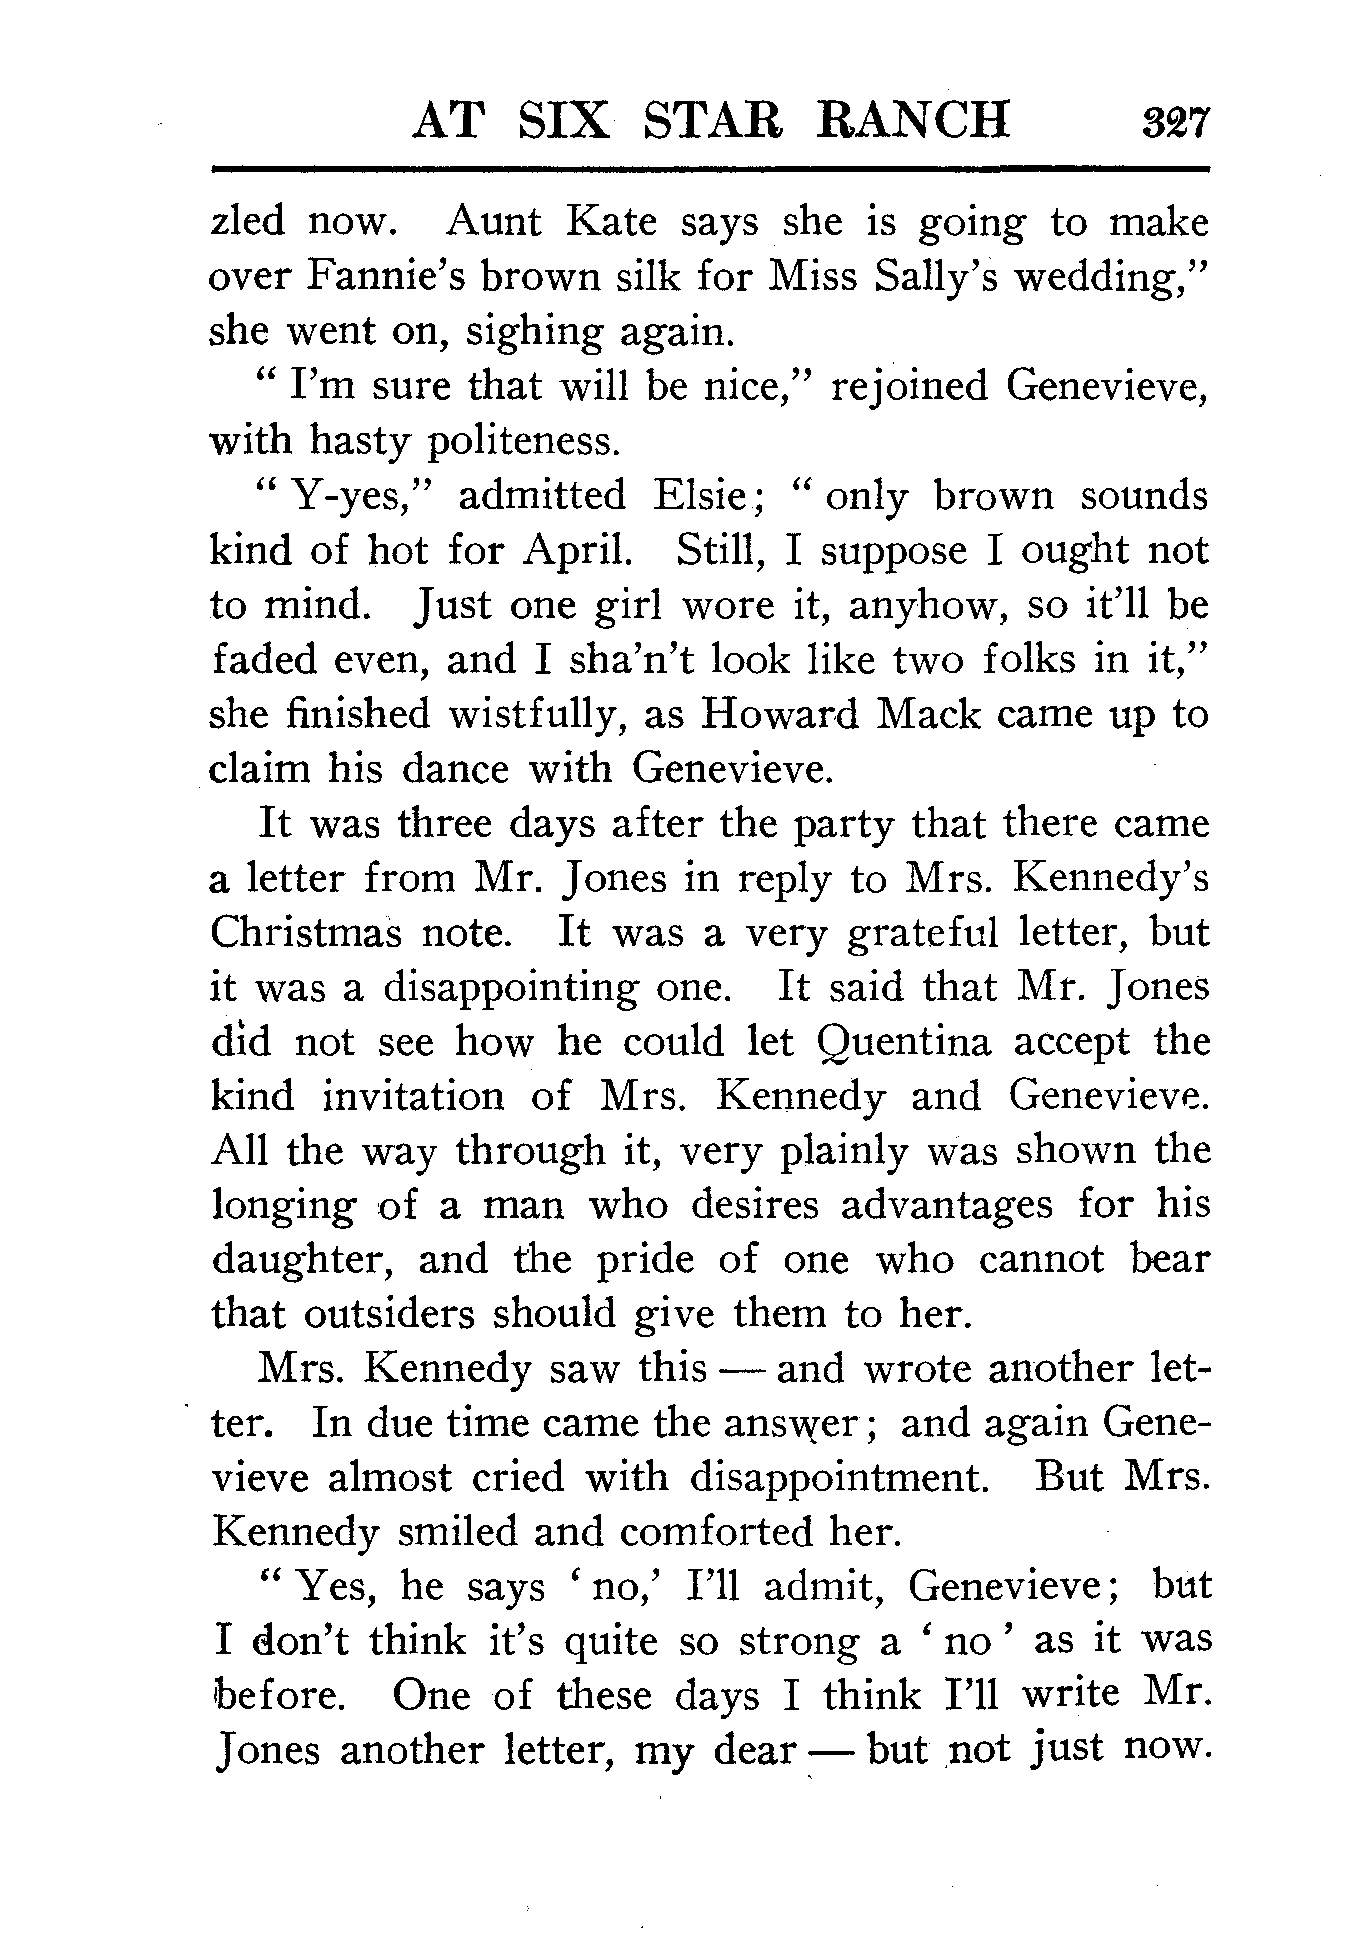 AT SIX STAR RANCH 327
zled now. Aunt Kate says she is going to make
over Fannie's brown silk for Miss Sally's wedding,"
she went on, sighing again.
" I'm sure that will be nice," rejoined Genevieve,
with hasty politeness.
" Y-yes," admitted Elsie; " only brown sounds
kind of hot for April. Still, I suppose I ought not
to mind. Just one girl wore it, anyhow, so it'll be
faded even, and I sha'n't look like two folks in it,"
she finished wistfully, as Howard Mack came up to
claim his dance with Genevieve.
It was three days after the party that there came
a letter from Mr. Jones in reply to Mrs. Kennedy's
Christmas note. It was a very grateful letter, but
it was a disappointing one. It said that Mr. Jones
did not see how he could let Quentina accept the
kind invitation of Mrs. Kennedy and Genevieve.
All the way through it, very plainly was shown the
longing of a man who desires advantages for his
daughter, and the pride of one who cannot bear
that outsiders should give them to her.
Mrs. Kennedy saw this — and wrote another let-
ter. In due time came the answer; and again Gene-
vieve almost cried with disappointment. But Mrs.
Kennedy smiled and comforted her.
" Yes, he says ' no,' I'll admit, Genevieve; but
I don't think it's quite so strong a ' no ' as it was
before. One of these days I think I'll write Mr.
Jones another letter, my dear — but not just now.